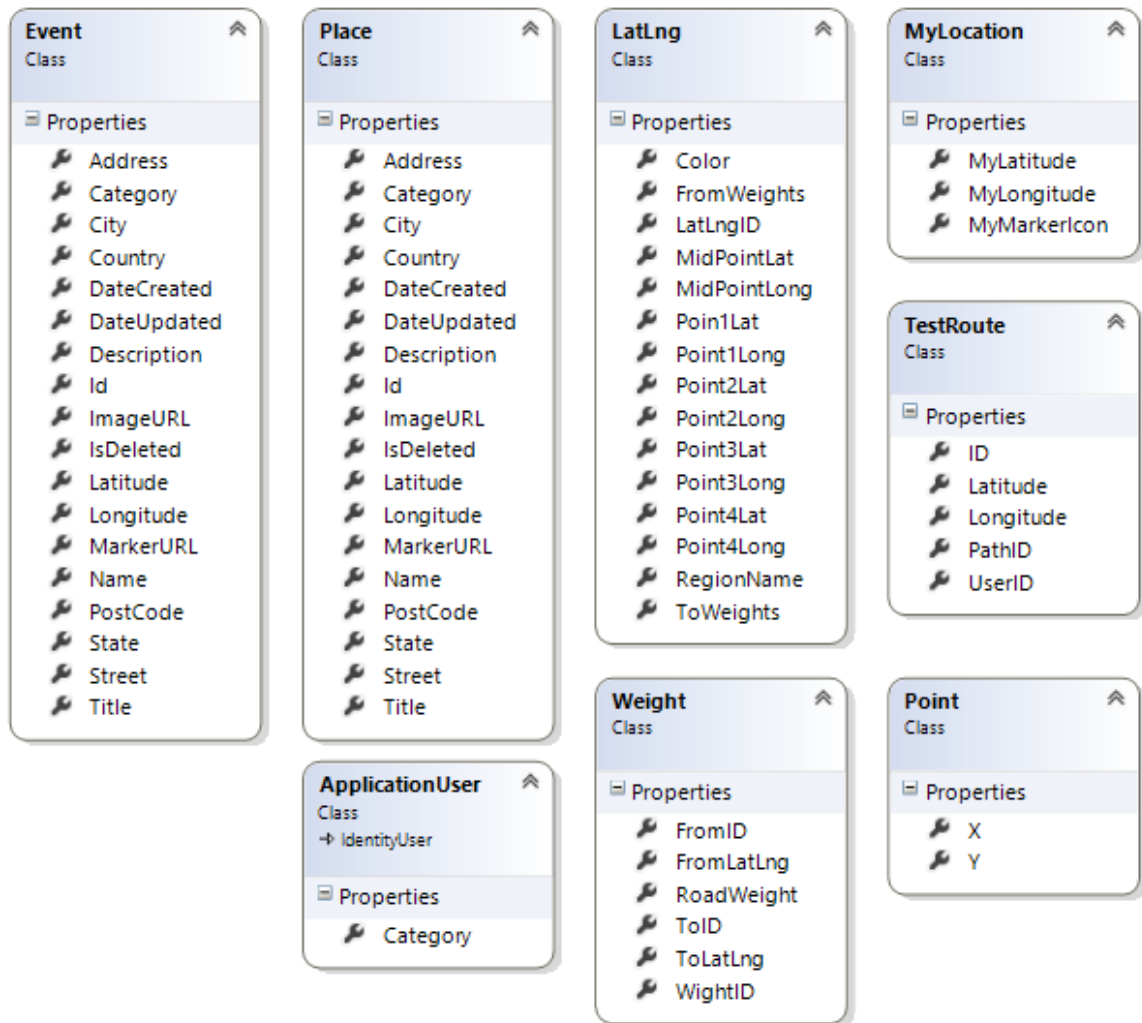 Event
Class
Properties
Address
Category
City
Country
DateCreated
DateUpdated
Description
Id
ImageURL
IsDeleted
Latitude
Longitude
MarkerURL
Name
PostCode
State
Street
Title
Place
Class
Properties
Address
Category
City
Country
DateCreated
DateUpdated
Description
Id
ImageURL
IsDeleted
Latitude
Longitude
MarkerURL
Name
PostCode
State
Street
Title
ApplicationUser
Class
IdentityUser
Properties
Category
LatLng
Class
Properties
Color
FromWeights
LatLngID
MidPointLat
MidPointLong
Poin1Lat
Point1Long
Point2Lat
Point2Long
Point3Lat
Point3Long
Point4Lat
Point4Long
RegionName
ToWeights
Weight
Class
Properties
FromID
FromLatLng
RoadWeight
ToID
ToLatLng
WightID
MyLocation
Class
Properties
MyLatitude
MyLongitude
MyMarkerIcon
TestRoute
Class
Properties
ID
Latitude
Longitude
PathID
UserID
Point
Class
Properties
X
Y